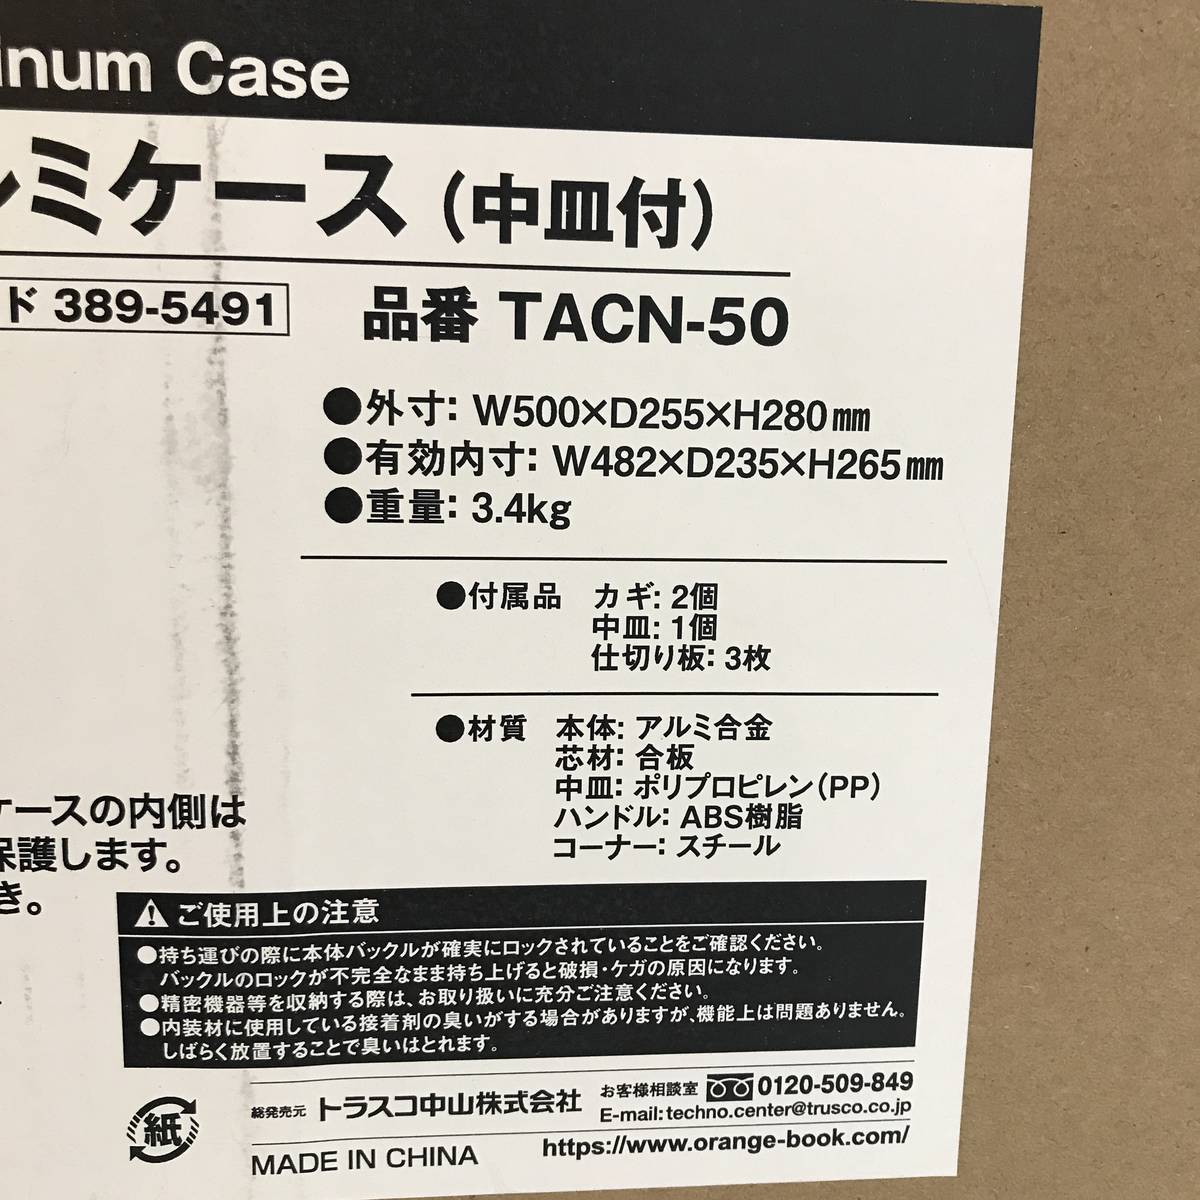 inum Case
ルミケース(中皿付)
ド 389-5491
品番 TACN-50
●外寸: W500×D255×H280mm
●有効内寸: W482×D235×H265mm
●重量: 3.4kg
●付属品 カギ: 2個
中皿: 1個
仕切り板: 3枚
●材質 本体: アルミ合金
芯材: 合板
中皿: ポリプロピレン(PP)
ハンドル: ABS樹脂
コーナー: スチール
ケースの内側は
保護します。
き。
ご使用上の注意
●持ち運びの際に本体バックルが確実にロックされていることをご確認ください。
バックルのロックが不完全なまま持ち上げると破損・ケガの原因になります。
●精密機器等を収納する際は、お取り扱いに充分ご注意ください。
●内装材に使用している接着剤の臭いがする場合がありますが、機能上は問題ありません。
しばらく放置することで臭いはとれます。
紙
総発売元 トラスコ中山株式会社
お客様相談室 0120-509-849
E-mail: techno.center@trusco.co.jp
MADE IN CHINA
https://www.orange-book.com/